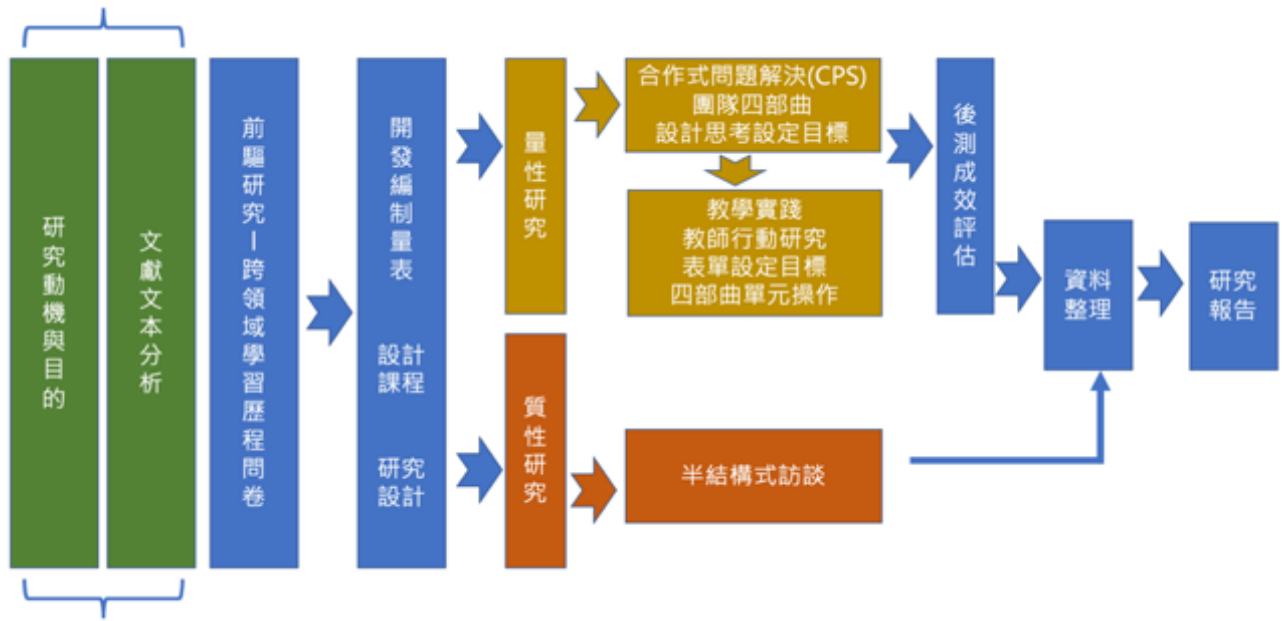 研究動機與目的
文獻文本分析
前驅研究－跨領域學習歷程問卷
開發編制量表
設計
課程
研究
設計
量性研究
質性研究
合作式問題解決(CPS)
團隊四部曲
設計思考設定目標
教學實踐
教師行動研究
表單設定目標
四部曲單元操作
半結構式訪談
後測成效評估
資料
整理
研究
報告